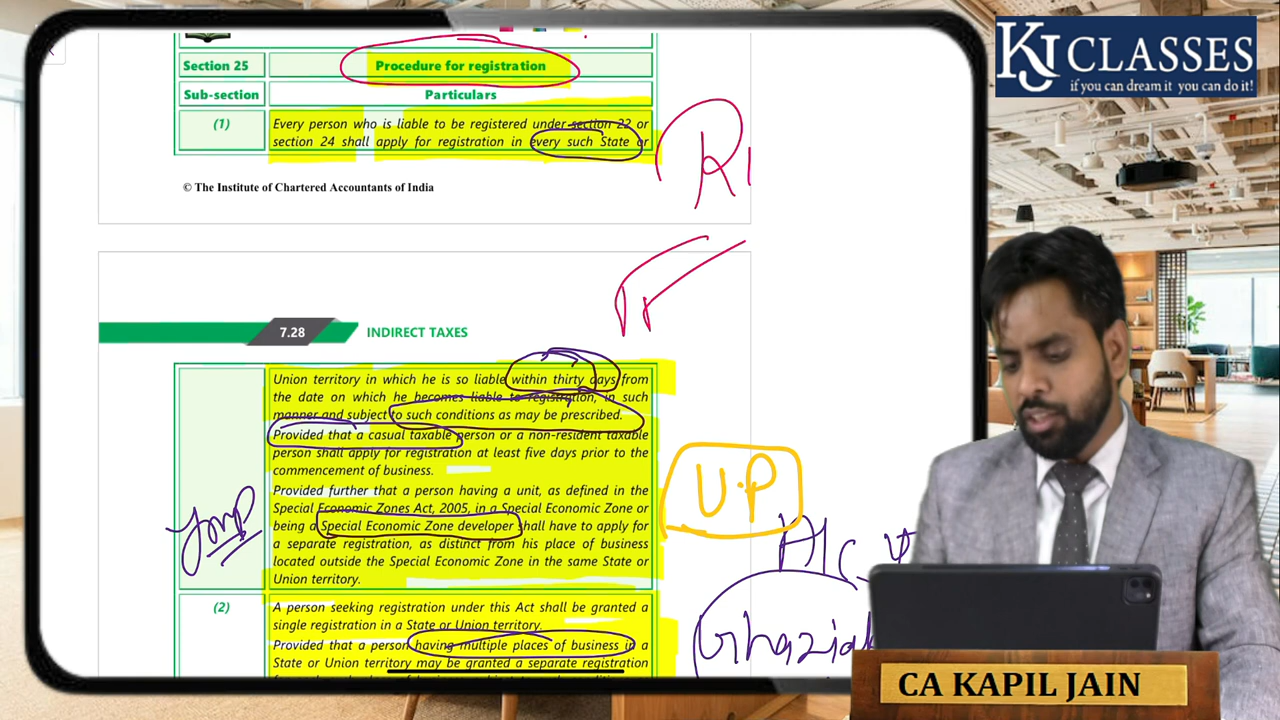 KJ CLASSES
if you can dream it you can do it!
Section 25
Procedure for registration
Sub-section
Particulars
(1)
Every person who is liable to be registered under section 22 or
section 24 shall apply for registration in every such State or
© The Institute of Chartered Accountants of India
7.28
INDIRECT TAXES
Union territory in which he is so liable within thirty days from
the date on which he becomes liable to registration, in such
manner and subject to such conditions as may be prescribed.
Provided that a casual taxable person or a non-resident taxable
person shall apply for registration at least five days prior to the
commencement of business.
Provided further that a person having a unit, as defined in the
Special Economic Zones Act, 2005, in a Special Economic Zone or
being a Special Economic Zone developer shall have to apply for
a separate registration, as distinct from his place of business
located outside the Special Economic Zone in the same State or
Union territory.
Imp
U.P
(2)
A person seeking registration under this Act shall be granted a
single registration in a State or Union territory.
Provided that a person having multiple places of business in a
State or Union territory may be granted a separate registration
CA KAPIL JAIN